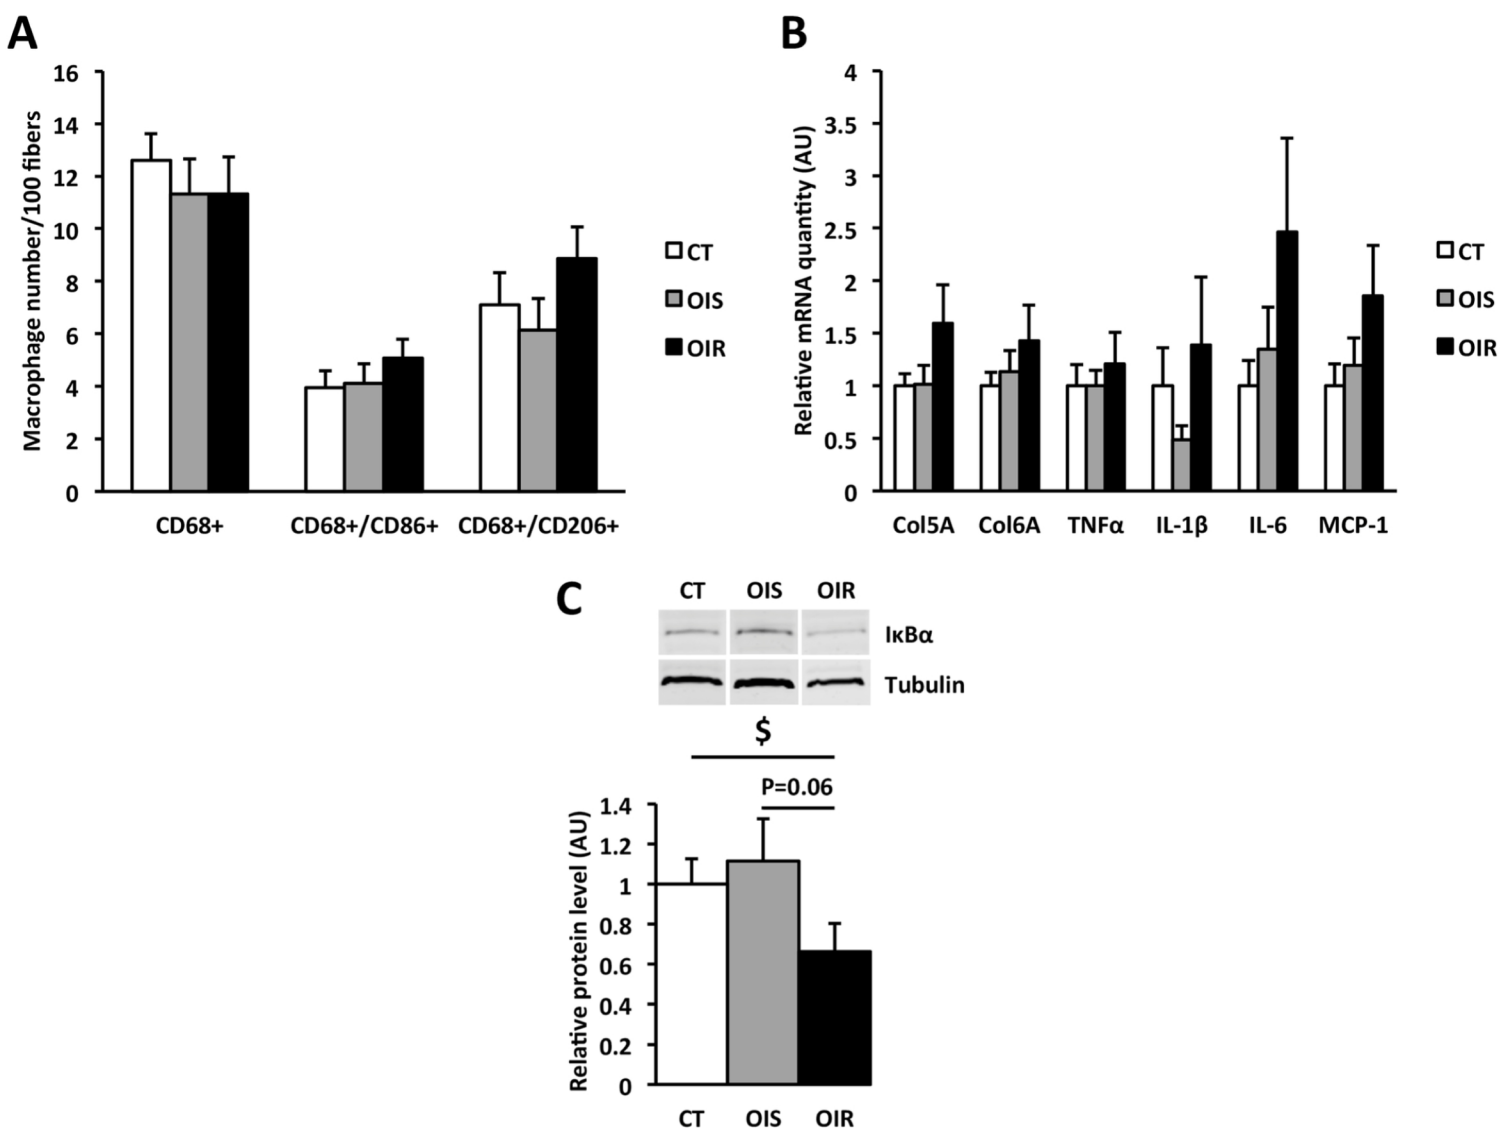 A
Macrophage number/100 fibers
16
14
12
10
8
6
4
2
0
CD68+
CD68+/CD86+
CD68+/CD206+
CT
OIS
OIR
B
Relative mRNA quantity (AU)
4
3.5
3
2.5
2
1.5
1
0.5
0
Col5A
Col6A
TNFα
IL-1β
IL-6
MCP-1
CT
OIS
OIR
C
CT OIS OIR
IκBα
Tubulin
$
P=0.06
Relative protein level (AU)
1.4
1.2
1
0.8
0.6
0.4
0.2
0
CT OIS OIR